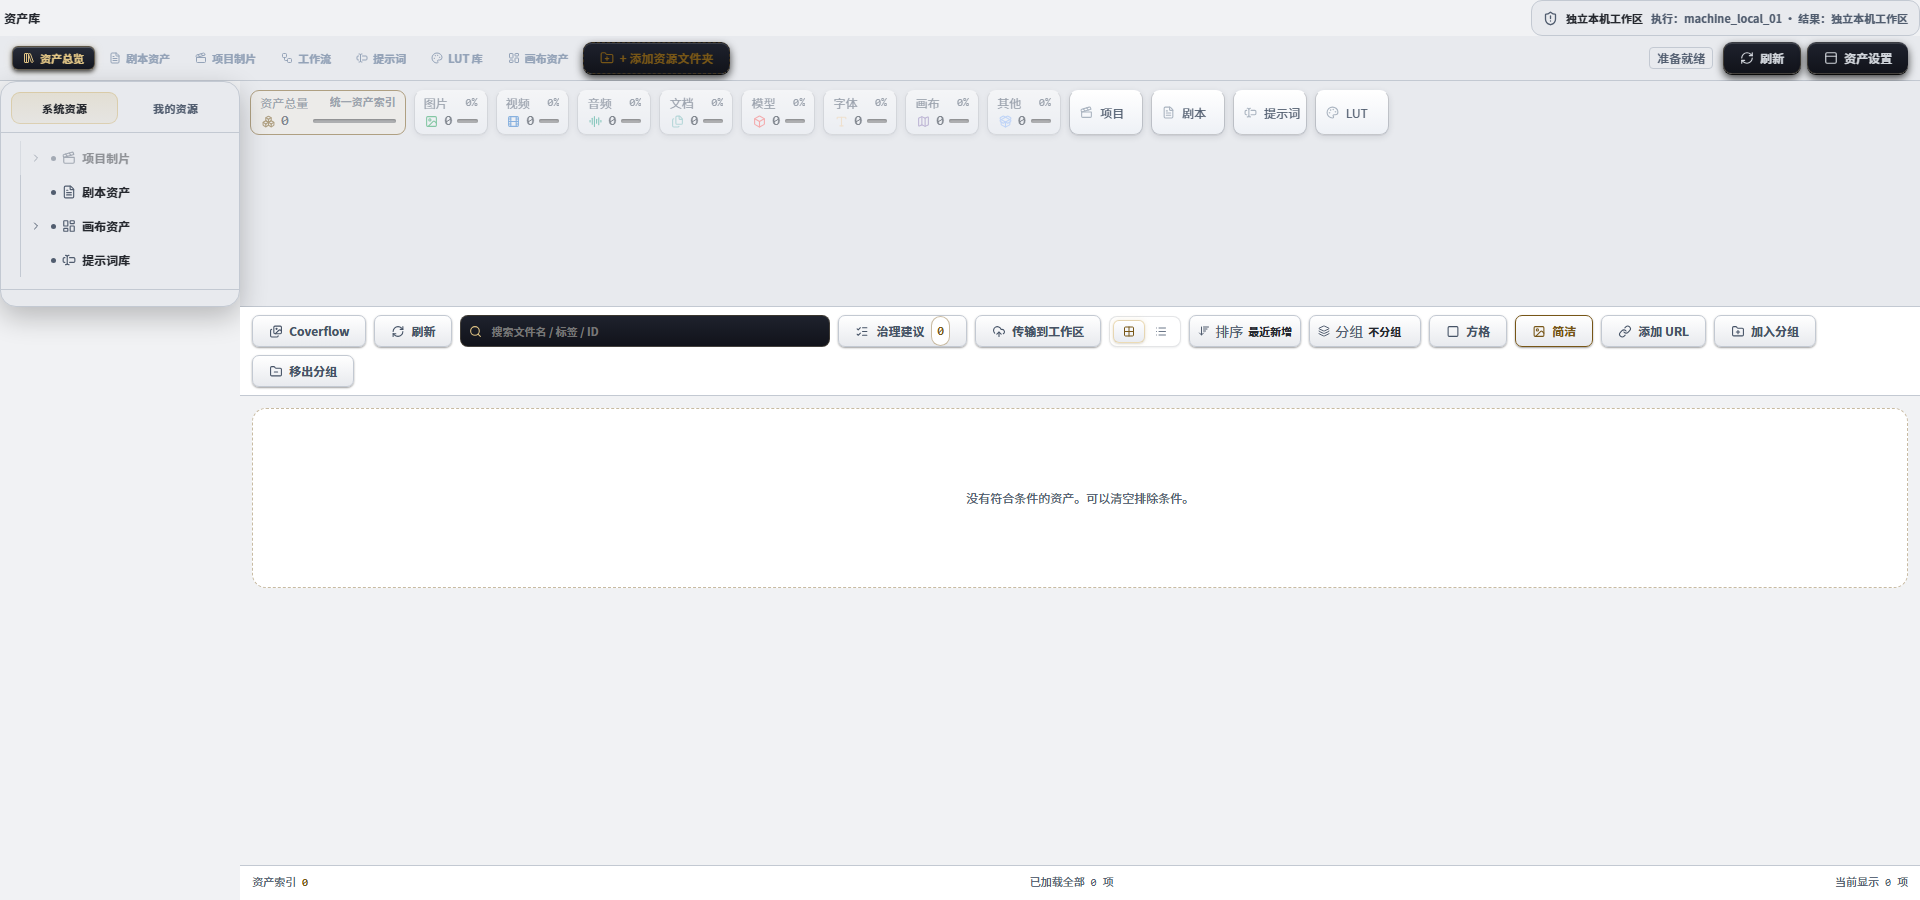 资产库
独立本机工作区 执行：machine_local_01 • 结果：独立本机工作区
资产总览 剧本资产 项目制片 工作流 提示词 LUT 库 画布资产 + 添加资源文件夹 准备就绪 刷新 资产设置
系统资源 我的资源
项目制片
剧本资产
画布资产
提示词库
资产总量 统一资产索引
0
图片 0%
0
视频 0%
0
音频 0%
0
文档 0%
0
模型 0%
0
字体 0%
0
画布 0%
0
其他 0%
0
项目 剧本 提示词 LUT
Coverflow 刷新 搜索文件名 / 标签 / ID 治理建议 0 传输到工作区 排序 最近新增 分组 不分组 方格 简洁 添加 URL 加入分组
移出分组
没有符合条件的资产。可以清空排除条件。
资产索引 0 已加载全部 0 项 当前显示 0 项